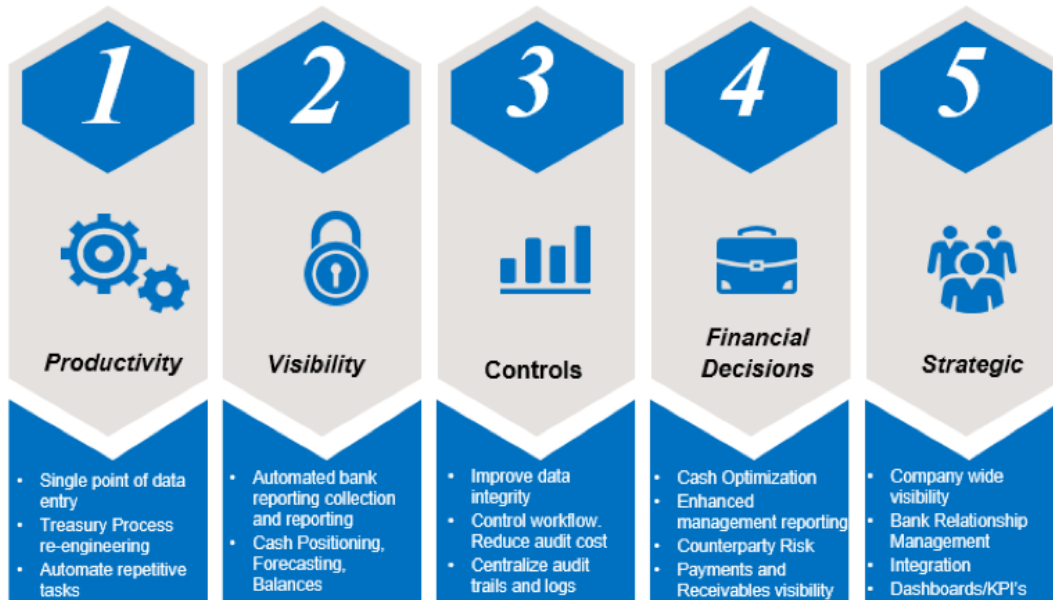 1
Productivity
• Single point of data
entry
• Treasury Process
re-engineering
• Automate repetitive
tasks
2
Visibility
• Automated bank
reporting collection
and reporting
• Cash Positioning,
Forecasting,
Balances
3
Controls
• Improve data
integrity
• Control workflow.
Reduce audit cost
• Centralize audit
trails and logs
4
Financial
Decisions
• Cash Optimization
• Enhanced
management reporting
• Counterparty Risk
• Payments and
Receivables visibility
5
Strategic
• Company wide
visibility
• Bank Relationship
Management
• Integration
• Dashboards/KPI's